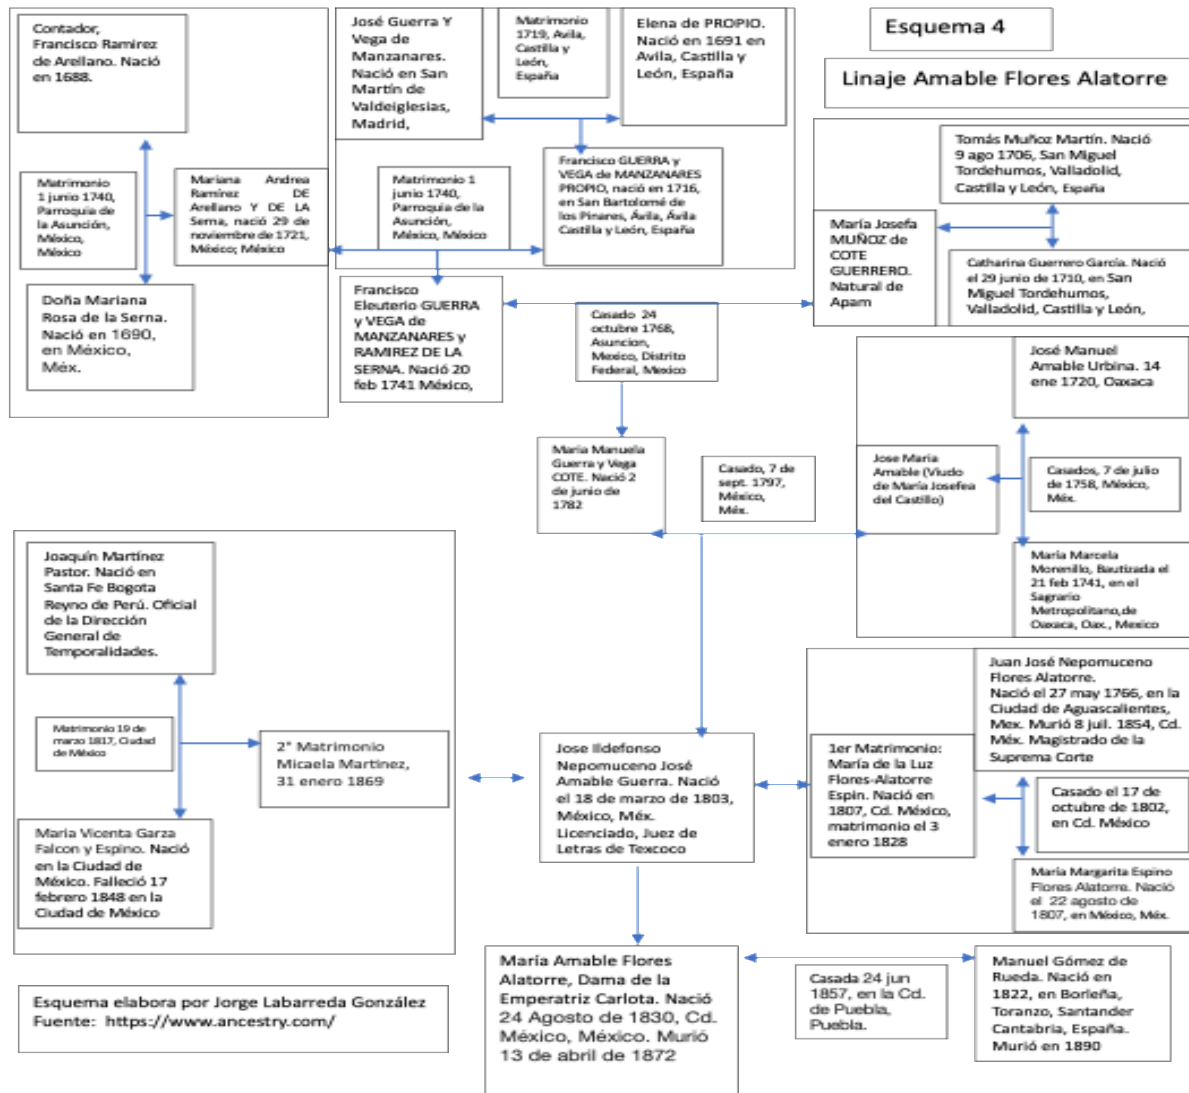 Contador,
Francisco Ramirez
de Arellano. Nació
en 1688.
José Guerra Y
Vega de
Manzanares.
Nació en San
Martín de
Valdeiglesias,
Madrid,
Matrimonio
1719, Avila,
Castilla y
León,
España
Elena de PROPIO.
Nació en 1691 en
Avila, Castilla y
León, España
Esquema 4
Linaje Amable Flores Alatorre
Matrimonio
1 junio 1740,
Parroquia de
la Asunción,
México,
México
Mariana Andrea
Ramírez DE
Arellano Y DE LA
Serna, nació 29 de
noviembre de 1721,
México; México
Matrimonio 1
junio 1740,
Parroquia de la
Asunción,
México, México
Francisco GUERRA y
VEGA de MANZANARES
PROPIO, nació en 1716,
en San Bartolomé de
los Pinares, Ávila, Ávila
Castilla y León, España
Tomás Muñoz Martín. Nació
9 ago 1706, San Miguel
Tordehumos, Valladolid,
Castilla y León, España
María Josefa
MUÑOZ de
COTE
GUERRERO.
Natural de
Apam
Catharina Guerrero García. Nació
el 29 junio de 1710, en San
Miguel Tordehumos,
Valladolid, Castilla y León,
Doña Mariana
Rosa de la Serna.
Nació en 1690,
en México,
Méx.
Francisco
Eleuterio GUERRA
y VEGA de
MANZANARES y
RAMIREZ DE LA
SERNA. Nació 20
feb 1741 México,
Casado 24
octubre 1768,
Asuncion,
Mexico, Distrito
Federal, Mexico
José Manuel
Amable Urbina. 14
ene 1720, Oaxaca
Maria Manuela
Guerra y Vega
COTE. Nació 2
de junio de
1782
Casado, 7 de
sept. 1797,
México,
Méx.
Jose Maria
Amable (Viudo
de María Josefea
del Castillo)
Casados, 7 de julio
de 1758, México,
Méx.
María Marcela
Morenillo, Bautizada el
21 feb 1741, en el
Sagrario
Metropolitano,de
Oaxaca, Oax., Mexico
Joaquín Martínez
Pastor. Nació en
Santa Fe Bogota
Reyno de Perú. Oficial
de la Dirección
General de
Temporalidades.
Matrimonio 19 de
marzo 1817, Ciudad
de México
2° Matrimonio
Micaela Martínez,
31 enero 1869
Maria Vicenta Garza
Falcon y Espino. Nació
en la Ciudad de
México. Falleció 17
febrero 1848 en la
Ciudad de México
Jose Ildefonso
Nepomuceno José
Amable Guerra. Nació
el 18 de marzo de 1803,
México, Méx.
Licenciado, Juez de
Letras de Texcoco
1er Matrimonio:
María de la Luz
Flores-Alatorre
Espin. Nació en
1807, Cd. México,
matrimonio el 3
enero 1828
Juan José Nepomuceno
Flores Alatorre.
Nació el 27 may 1766, en la
Ciudad de Aguascalientes,
Mex. Murió 8 juil. 1854, Cd.
Méx. Magistrado de la
Suprema Corte
Casado el 17 de
octubre de 1802,
en Cd. México
María Margarita Espino
Flores Alatorre. Nació
el 22 agosto de
1807, en México, Méx.
María Amable Flores
Alatorre, Dama de la
Emperatriz Carlota. Nació
24 Agosto de 1830, Cd.
México, México. Murió
13 de abril de 1872
Casada 24 jun
1857, en la Cd.
de Puebla,
Puebla.
Manuel Gómez de
Rueda. Nació en
1822, en Borleña,
Toranzo, Santander
Cantabria, España.
Murió en 1890
Esquema elabora por Jorge Labarreda González
Fuente: https://www.ancestry.com/